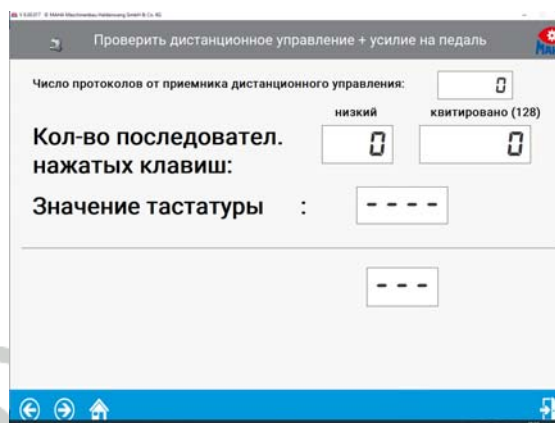 Проверить дистанционное управление + усилие на педаль
Число протоколов от приемника дистанционного управления: 0
низкий квитировано (128)
Кол-во последовател. 0 0
нажатых клавиш:
Значение тастатуры : - - - -
- - -